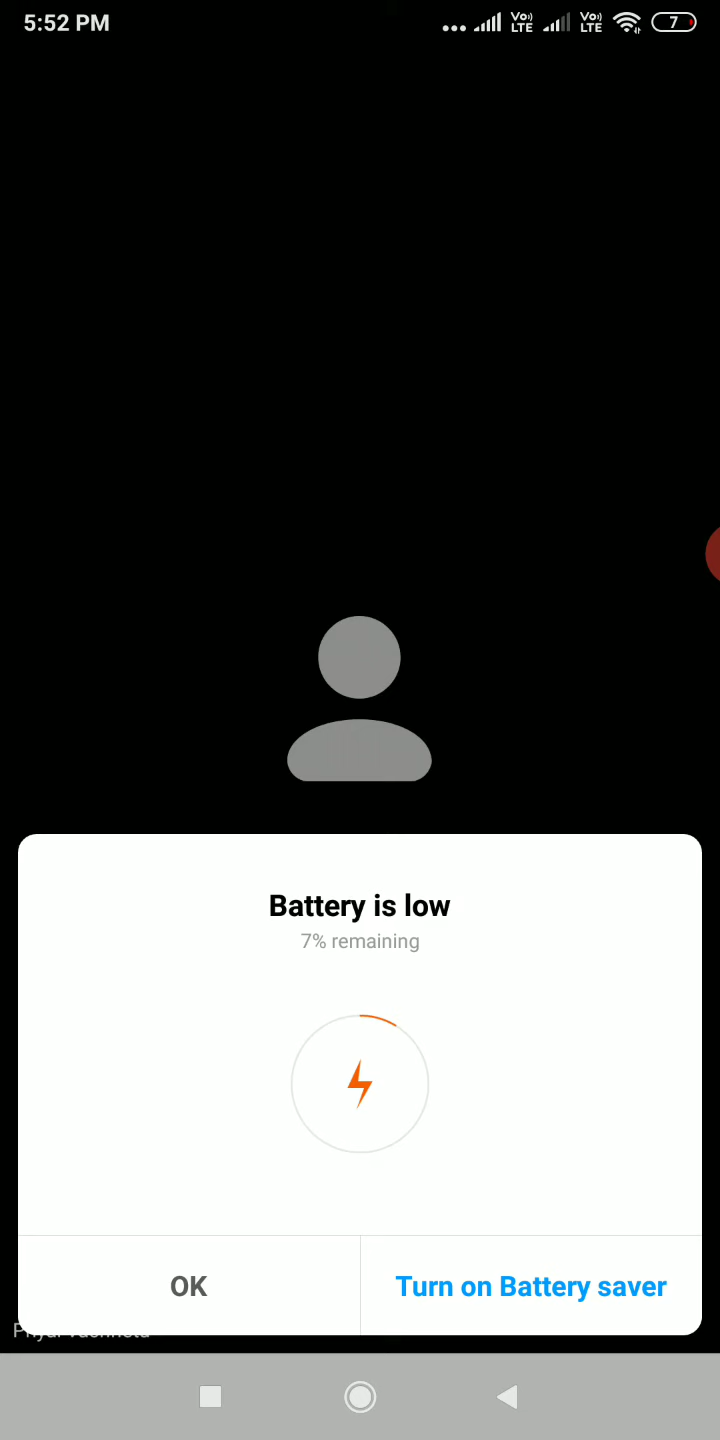 5:52 PM
Vo) LTE
Vo) LTE
7
Battery is low
7% remaining
OK
Turn on Battery saver